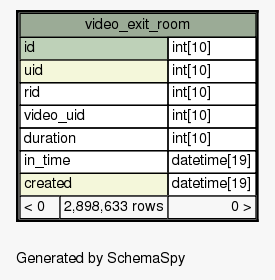 video_exit_room
id int[10]
uid int[10]
rid int[10]
video_uid int[10]
duration int[10]
in_time datetime[19]
created datetime[19]
< 0 2,898,633 rows 0 >
Generated by SchemaSpy